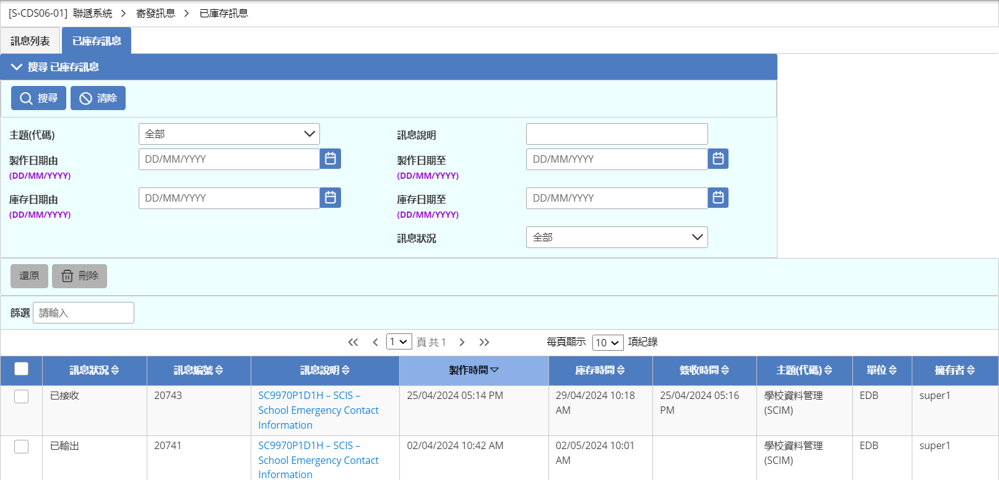 [S-CDS06-01] 聯遞系統 > 寄發訊息 > 已庫存訊息
訊息列表 已庫存訊息
搜尋 已庫存訊息
搜尋 清除
主題(代碼) 全部 訊息說明
製作日期由 DD/MM/YYYY 製作日期至 DD/MM/YYYY
(DD/MM/YYYY) (DD/MM/YYYY)
庫存日期由 DD/MM/YYYY 庫存日期至 DD/MM/YYYY
(DD/MM/YYYY) (DD/MM/YYYY)
訊息狀況 全部
還原 刪除
篩選 請輸入
1 頁 共 1 每頁顯示 10 項紀錄
訊息狀況 訊息編號 訊息說明 製作時間 庫存時間 簽收時間 主題(代碼) 單位 擁有者
已接收 20743 SC9970P1D1H – SCIS – 25/04/2024 05:14 PM 29/04/2024 10:18 25/04/2024 05:16 學校資料管理 EDB super1
School Emergency Contact AM PM (SCIM)
Information
已輸出 20741 SC9970P1D1H – SCIS – 02/04/2024 10:42 AM 02/05/2024 10:01 學校資料管理 EDB super1
School Emergency Contact AM (SCIM)
Information